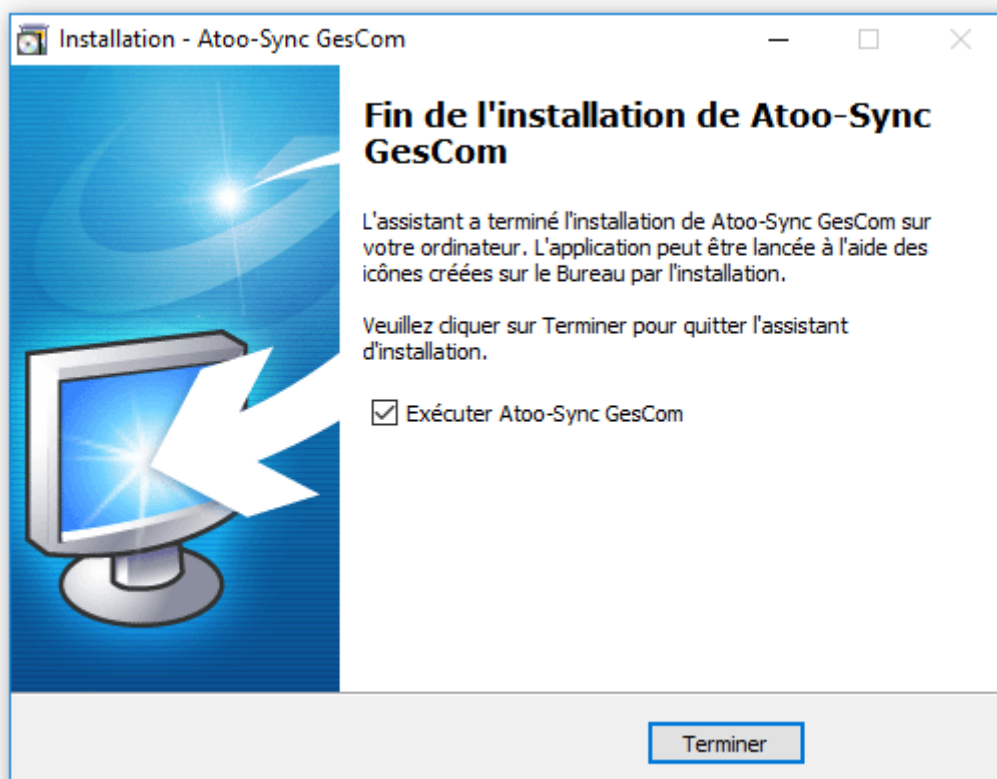 Installation - Atoo-Sync GesCom
Fin de l'installation de Atoo-Sync
GesCom
L'assistant a terminé l'installation de Atoo-Sync GesCom sur
votre ordinateur. L'application peut être lancée à l'aide des
icônes créées sur le Bureau par l'installation.
Veuillez cliquer sur Terminer pour quitter l'assistant
d'installation.
Exécuter Atoo-Sync GesCom
Terminer